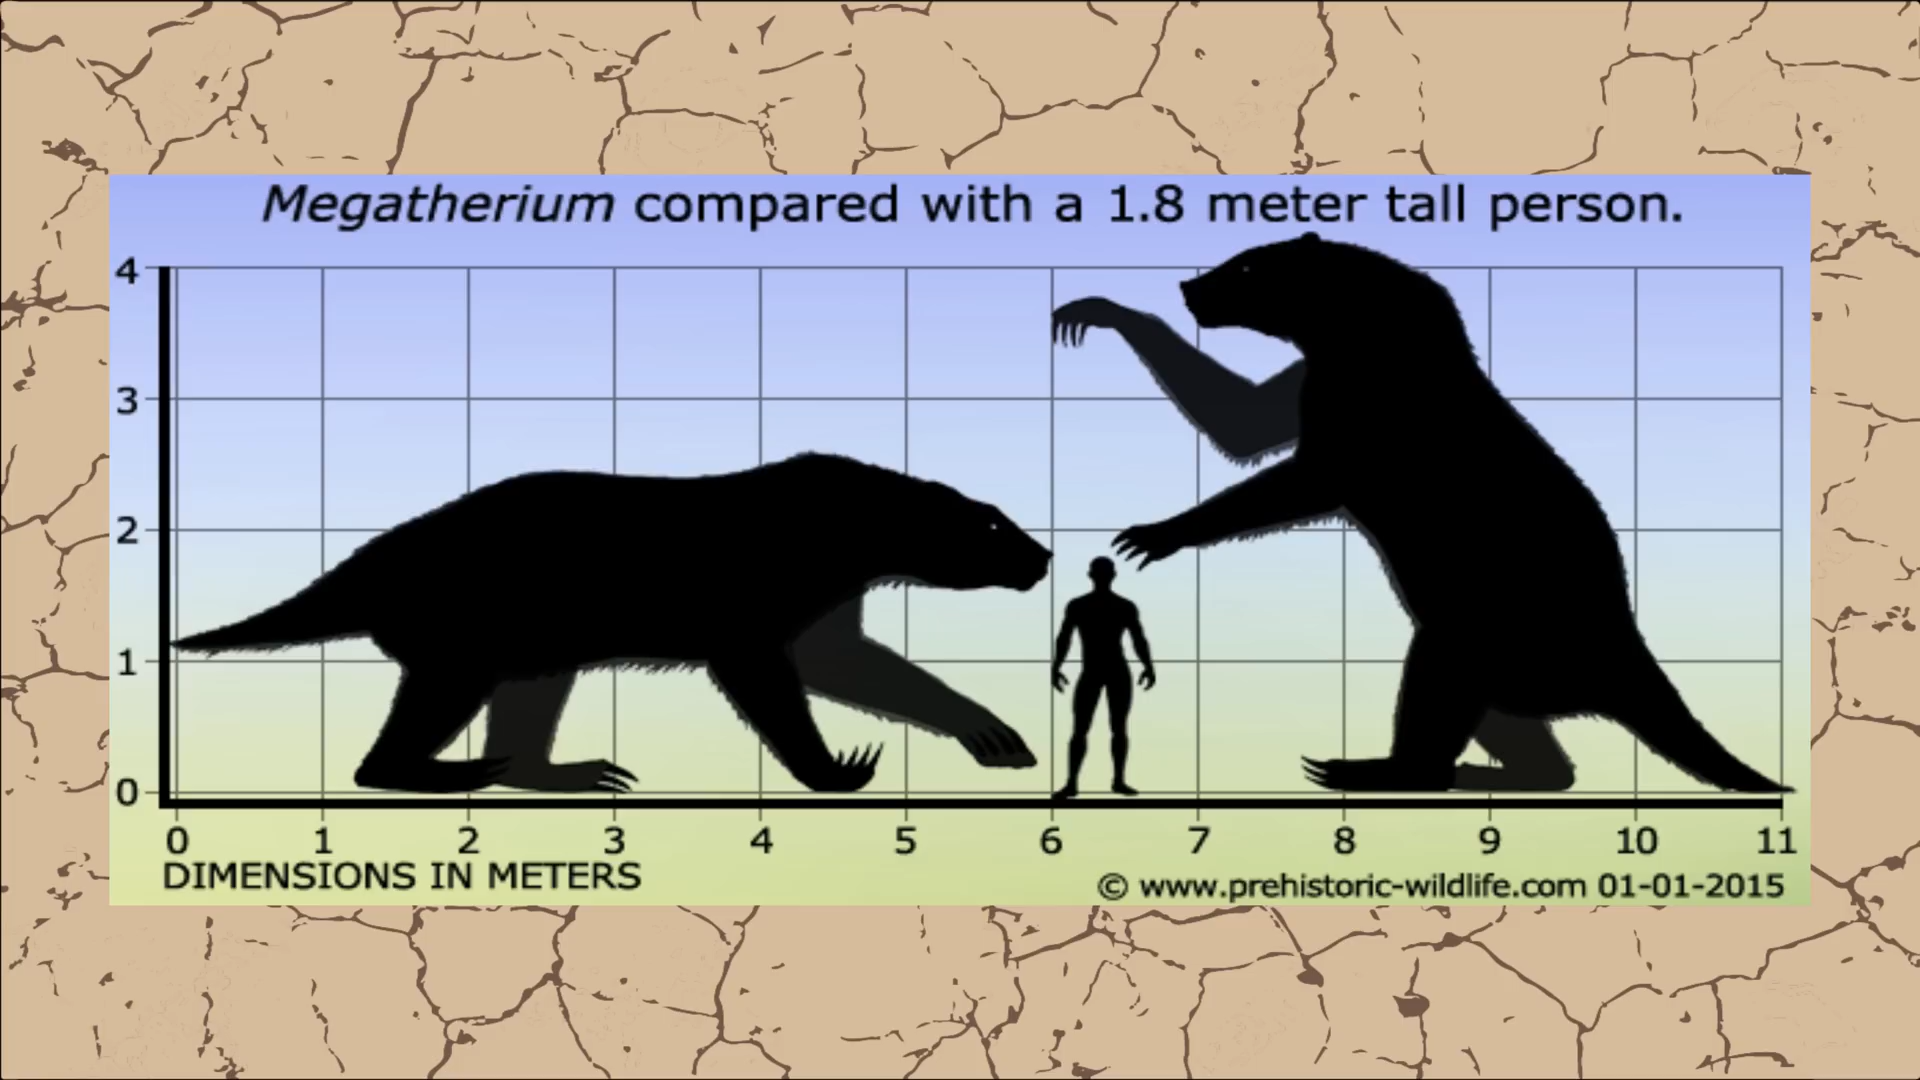 Megatherium compared with a 1.8 meter tall person.
4
3
2
1
0
0 1 2 3 4 5 6 7 8 9 10 11
DIMENSIONS IN METERS
© www.prehistoric-wildlife.com 01-01-2015